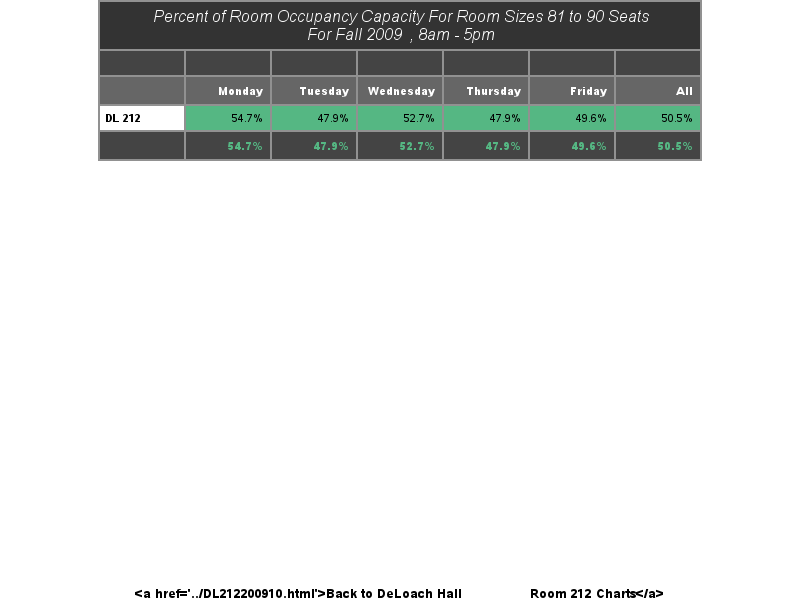 Percent of Room Occupancy Capacity For Room Sizes 81 to 90 Seats
For Fall 2009 , 8am - 5pm
Monday Tuesday Wednesday Thursday Friday All
DL 212 54.7% 47.9% 52.7% 47.9% 49.6% 50.5%
54.7% 47.9% 52.7% 47.9% 49.6% 50.5%
<a href='../DL212200910.html'>Back to DeLoach Hall Room 212 Charts</a>